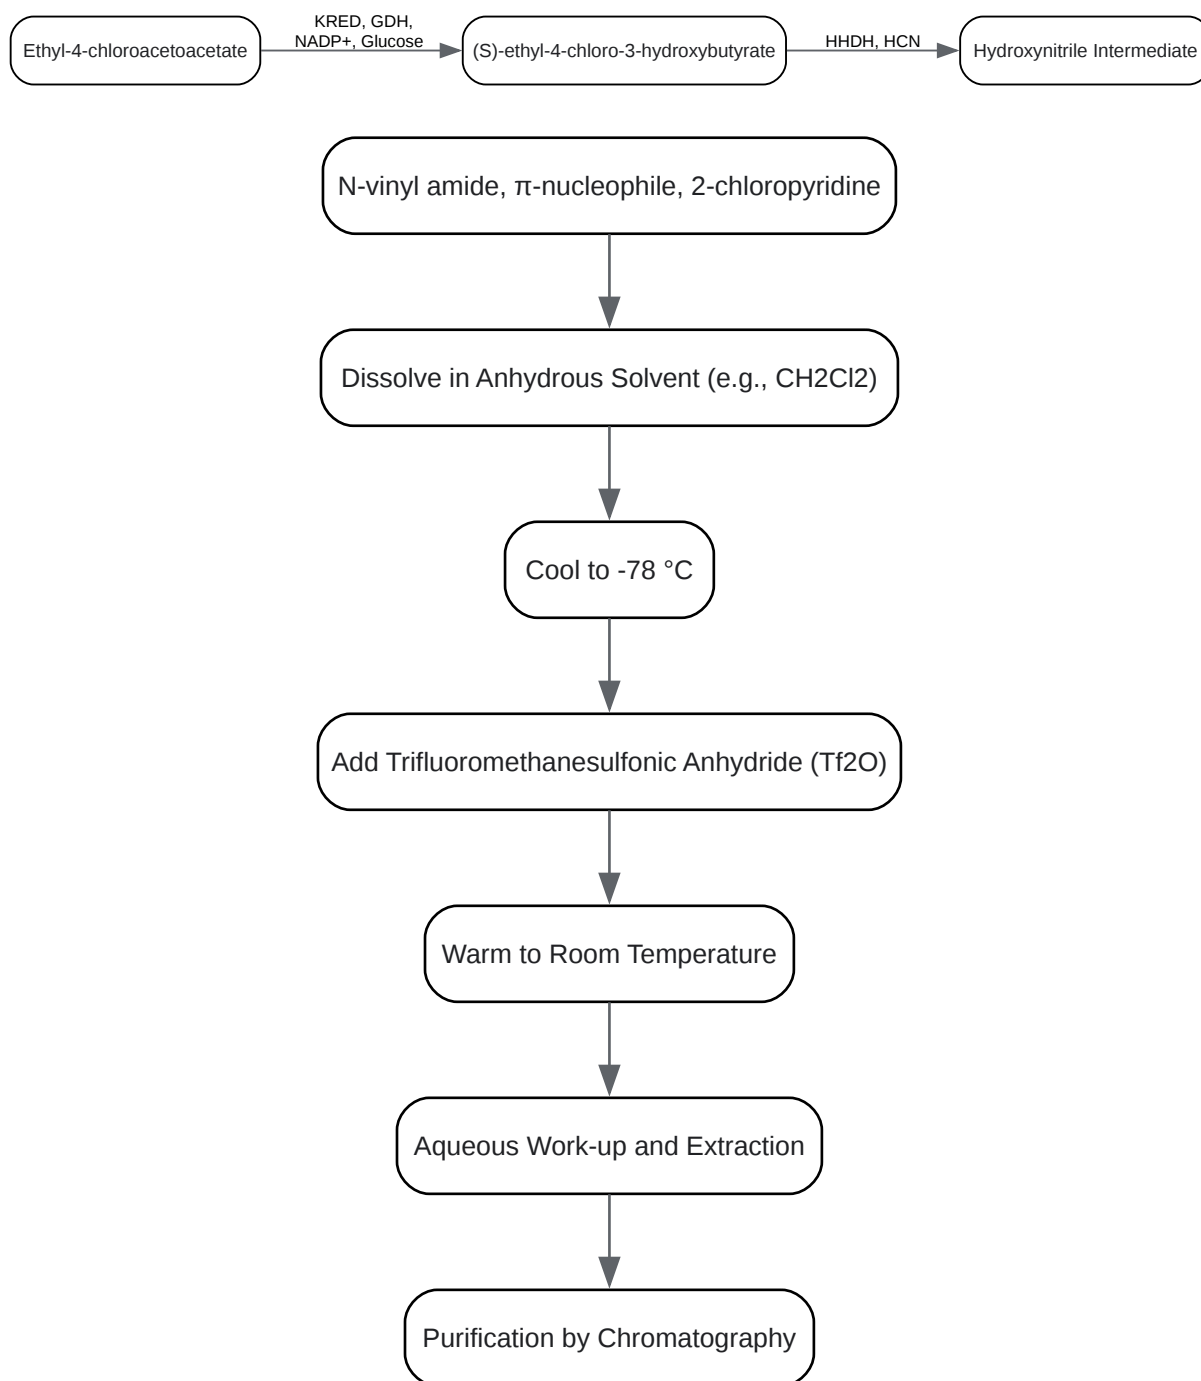 Ethyl-4-chloroacetoacetate
KRED, GDH,
NADP+, Glucose
(S)-ethyl-4-chloro-3-hydroxybutyrate
HHDH, HCN
Hydroxynitrile Intermediate
N-vinyl amide, π-nucleophile, 2-chloropyridine
Dissolve in Anhydrous Solvent (e.g., CH2Cl2)
Cool to -78 °C
Add Trifluoromethanesulfonic Anhydride (Tf2O)
Warm to Room Temperature
Aqueous Work-up and Extraction
Purification by Chromatography